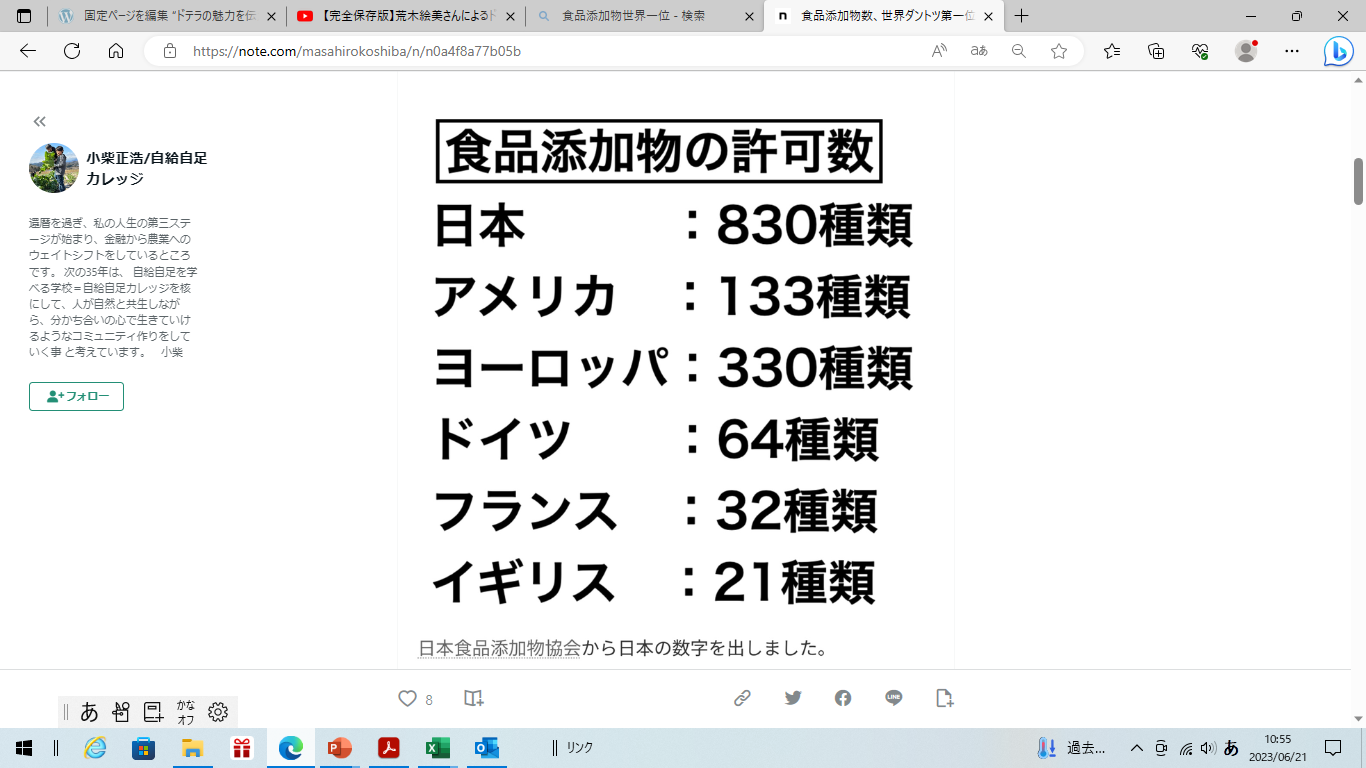 固定ページを編集 "ドテラの魅力を伝
【完全保存版】荒木絵美さんによるド
食品添加物世界一位 - 検索
食品添加物数、世界ダントツ第一位
https://note.com/masahirokoshiba/n/n0a4f8a77b05b
小柴正浩/自給自足
カレッジ
還暦を過ぎ、私の人生の第三ステ
ージが始まり、金融から農業への
ウェイトシフトをしているところ
です。 次の35年は、 自給自足を学
べる学校＝自給自足カレッジを核
にして、人が自然と共生しなが
ら、分かち合いの心で生きていけ
るようなコミュニティ作りをして
いく事 と考えています。 小柴
フォロー
食品添加物の許可数
日本 ：830種類
アメリカ ：133種類
ヨーロッパ：330種類
ドイツ ：64種類
フランス ：32種類
イギリス ：21種類
日本食品添加物協会から日本の数字を出しました。
8
LINE
あ
かな
オフ
リンク
過去...
あ
10:55
2023/06/21